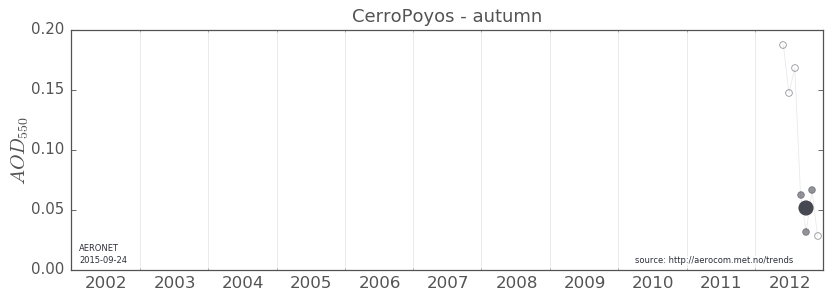 CerroPoyos - autumn
0.20
0.15
0.10
0.05
0.00
AOD550
AERONET
2015-09-24
source: http://aerocom.met.no/trends
2002 2003 2004 2005 2006 2007 2008 2009 2010 2011 2012